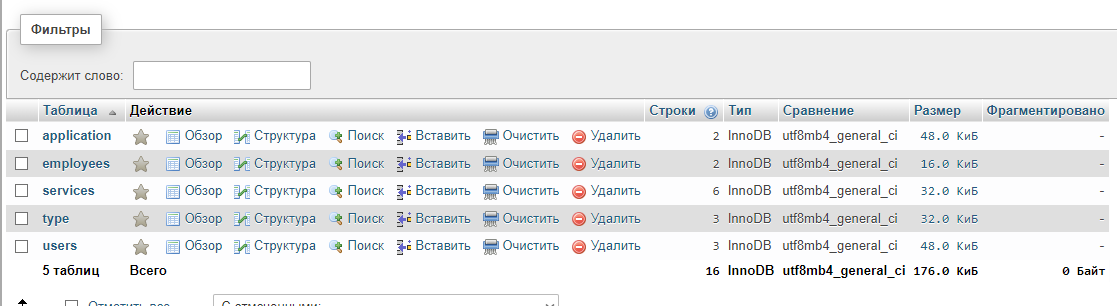 Фильтры
Содержит слово:
Таблица Действие Строки Тип Сравнение Размер Фрагментировано
application Обзор Структура Поиск Вставить Очистить Удалить 2 InnoDB utf8mb4_general_ci 48.0 КиБ -
employees Обзор Структура Поиск Вставить Очистить Удалить 2 InnoDB utf8mb4_general_ci 16.0 КиБ -
services Обзор Структура Поиск Вставить Очистить Удалить 6 InnoDB utf8mb4_general_ci 32.0 КиБ -
type Обзор Структура Поиск Вставить Очистить Удалить 3 InnoDB utf8mb4_general_ci 32.0 КиБ -
users Обзор Структура Поиск Вставить Очистить Удалить 3 InnoDB utf8mb4_general_ci 48.0 КиБ -
5 таблиц Всего 16 InnoDB utf8mb4_general_ci 176.0 КиБ 0 Байт
Отметить все С отмеченными: